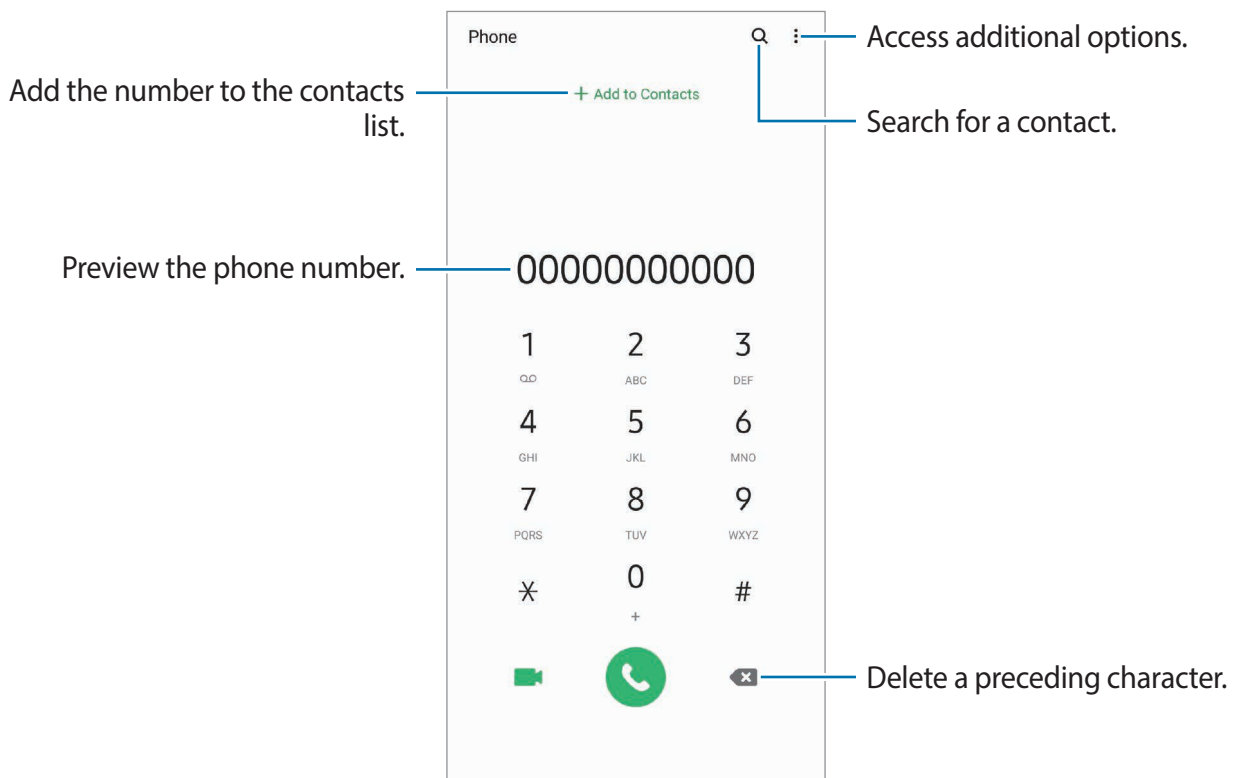 Phone
Access additional options.
Add the number to the contacts
list.
+ Add to Contacts
Search for a contact.
Preview the phone number.
00000000000
1 2 3
ABC DEF
4 5 6
GHI JKL MNO
7 8 9
PQRS TUV WXYZ
* 0 #
+
Delete a preceding character.